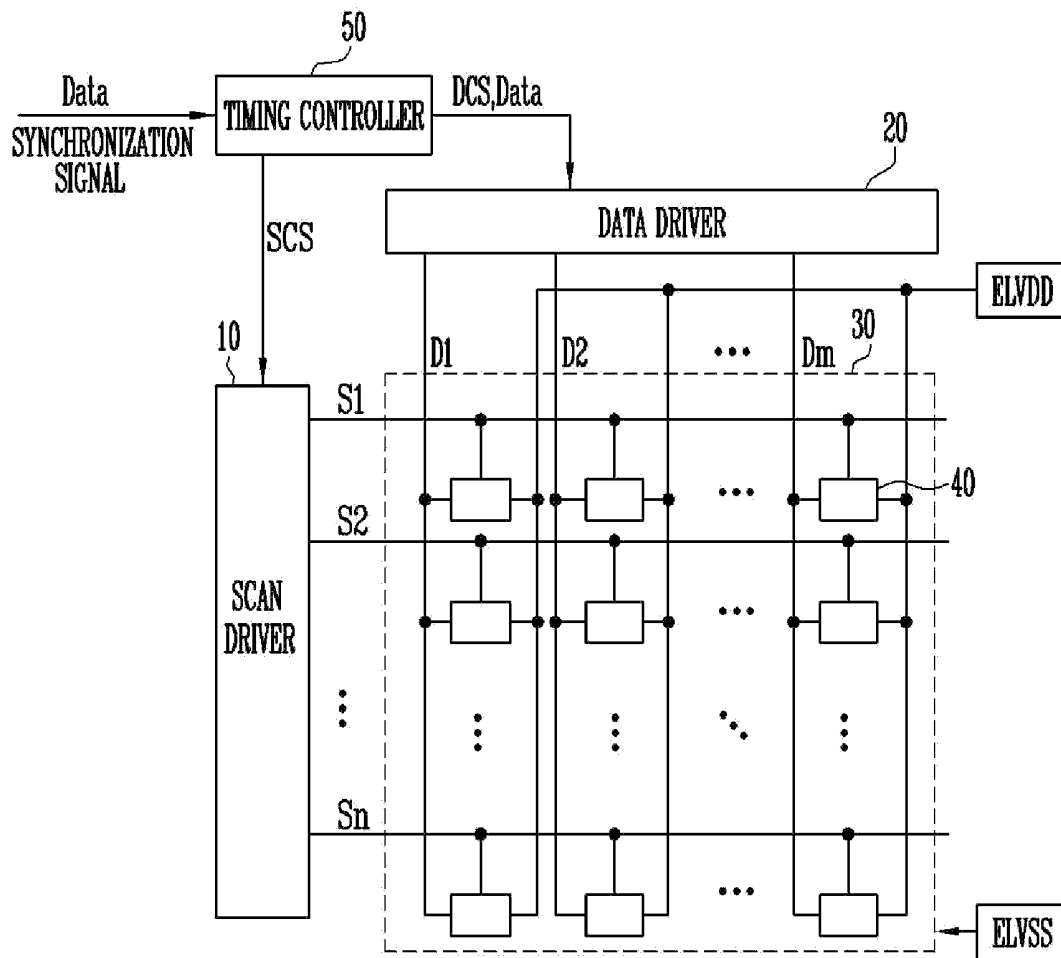 50
Data
TIMING CONTROLLER
DCS,Data
SYNCHRONIZATION
SIGNAL
20
DATA DRIVER
SCS
ELVDD
10
D1
D2
Dm
30
S1
40
S2
SCAN
DRIVER
Sn
ELVSS